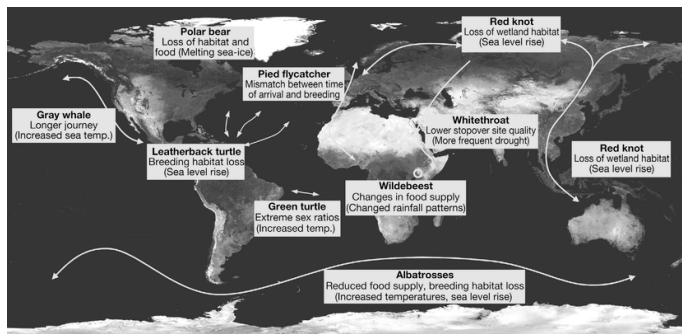 Polar bear
Loss of habitat and
food (Melting sea-ice)
Red knot
Loss of wetland habitat
(Sea level rise)
Pied flycatcher
Mismatch between time
of arrival and breeding
Gray whale
Longer journey
(Increased sea temp.)
Whitethroat
Lower stopover site quality
(More frequent drought)
Leatherback turtle
Breeding habitat loss
(Sea level rise)
Red knot
Loss of wetland habitat
(Sea level rise)
Wildebeest
Changes in food supply
(Changed rainfall patterns)
Green turtle
Extreme sex ratios
(Increased temp.)
Albatrosses
Reduced food supply, breeding habitat loss
(Increased temperatures, sea level rise)